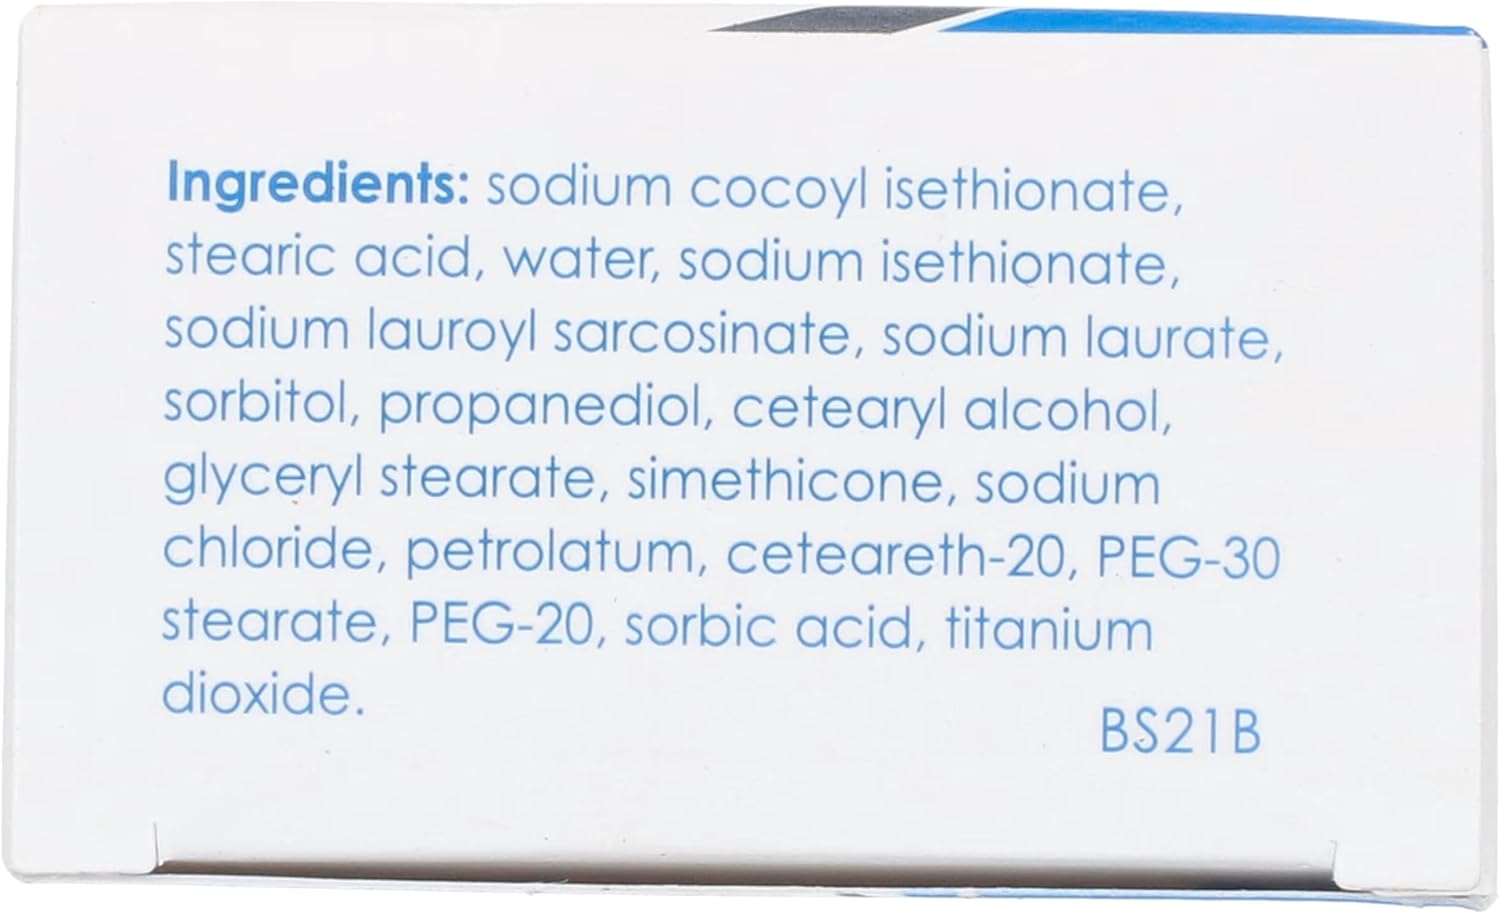 Ingredients: sodium cocoyl isethionate,
stearic acid, water, sodium isethionate,
sodium lauroyl sarcosinate, sodium laurate,
sorbitol, propanediol, cetearyl alcohol,
glyceryl stearate, simethicone, sodium
chloride, petrolatum, ceteareth-20, PEG-30
stearate, PEG-20, sorbic acid, titanium
dioxide.
BS21B